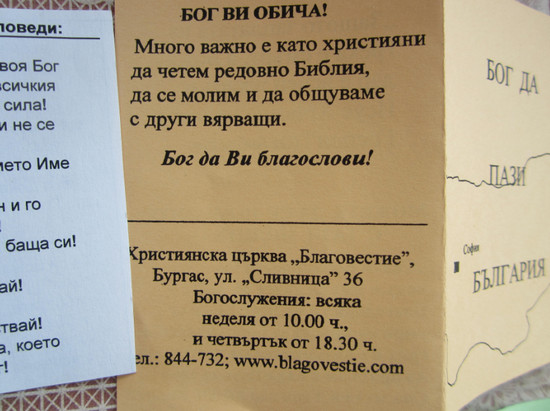 поведи:
воя Бог
всичкия
сила!
и не се
мето Име
н и го
баща си!
ай!
ствай!
а, което
т!
БОГ ВИ ОБИЧА!
Много важно е като християни
да четем редовно Библия,
да се молим и да общуваме
с други вярващи.
Бог да Ви благослови!
Християнска църква „Благовестие”,
Бургас, ул. „Сливница” 36
Богослужения: всяка
неделя от 10.00 ч.,
и четвъртък от 18.30 ч.
ел.: 844-732; www.blagovestie.com
БОГ ДА
ПАЗИ
София
БЪЛГАРИЯ